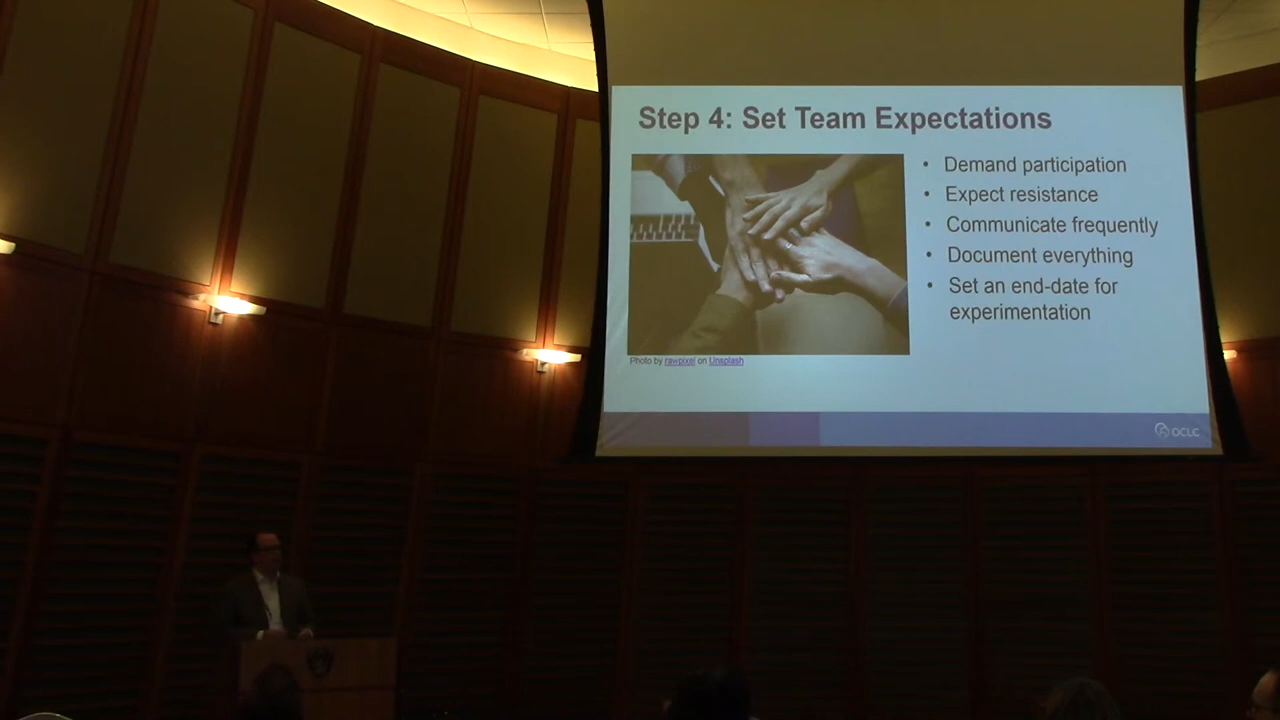 Step 4: Set Team Expectations
• Demand participation
• Expect resistance
• Communicate frequently
• Document everything
• Set an end-date for
experimentation
Photo by rawpixel on Unsplash
OCLC